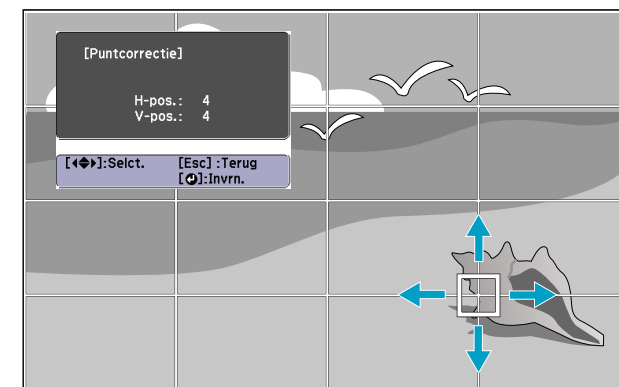 [Puntcorrectie]
H-pos.: 4
V-pos.: 4
[◀◆▶]:Selct. [Esc] :Terug
[↵]:Invrn.